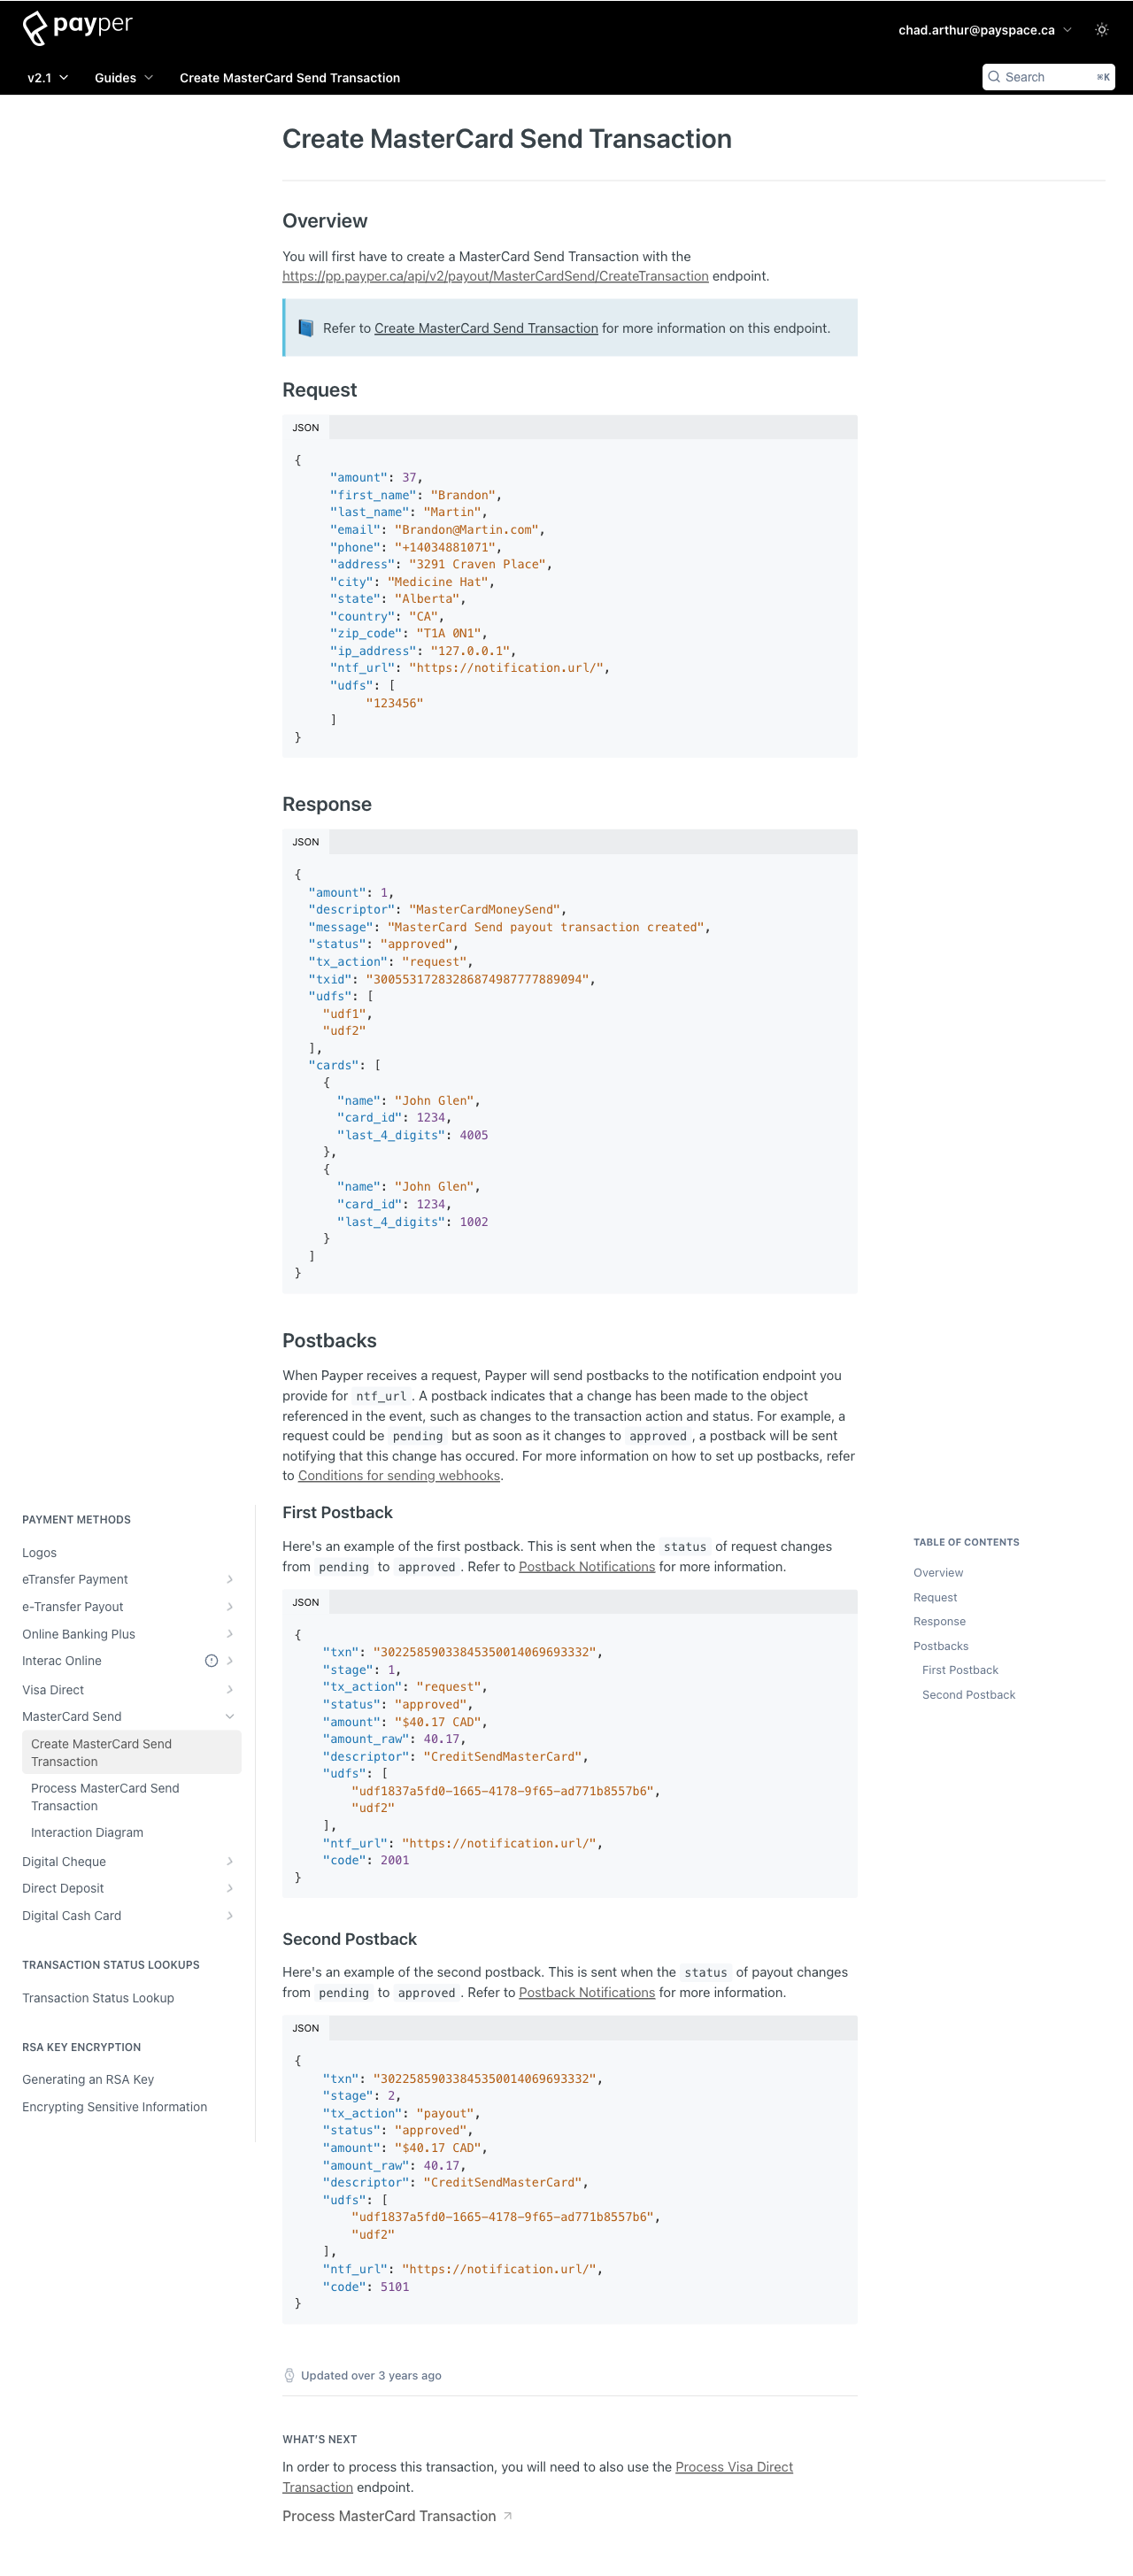 payper
chad.arthur@payspace.ca
v2.1 Guides Create MasterCard Send Transaction
Search ⌘K
Create MasterCard Send Transaction
Overview
You will first have to create a MasterCard Send Transaction with the
https://pp.payper.ca/api/v2/payout/MasterCardSend/CreateTransaction endpoint.
📘 Refer to Create MasterCard Send Transaction for more information on this endpoint.
Request
JSON
{
"amount": 37,
"first_name": "Brandon",
"last_name": "Martin",
"email": "Brandon@Martin.com",
"phone": "+14034881071",
"address": "3291 Craven Place",
"city": "Medicine Hat",
"state": "Alberta",
"country": "CA",
"zip_code": "T1A 0N1",
"ip_address": "127.0.0.1",
"ntf_url": "https://notification.url/",
"udfs": [
"123456"
]
}
Response
JSON
{
"amount": 1,
"descriptor": "MasterCardMoneySend",
"message": "MasterCard Send payout transaction created",
"status": "approved",
"tx_action": "request",
"txid": "30055317283286874987777889094",
"udfs": [
"udf1",
"udf2"
],
"cards": [
{
"name": "John Glen",
"card_id": 1234,
"last_4_digits": 4005
},
{
"name": "John Glen",
"card_id": 1234,
"last_4_digits": 1002
}
]
}
Postbacks
When Payper receives a request, Payper will send postbacks to the notification endpoint you
provide for ntf_url. A postback indicates that a change has been made to the object
referenced in the event, such as changes to the transaction action and status. For example, a
request could be pending but as soon as it changes to approved, a postback will be sent
notifying that this change has occured. For more information on how to set up postbacks, refer
to Conditions for sending webhooks.
First Postback
Here's an example of the first postback. This is sent when the status of request changes
from pending to approved. Refer to Postback Notifications for more information.
JSON
{
"txn": "30225859033845350014069693332",
"stage": 1,
"tx_action": "request",
"status": "approved",
"amount": "$40.17 CAD",
"amount_raw": 40.17,
"descriptor": "CreditSendMasterCard",
"udfs": [
"udf1837a5fd0-1665-4178-9f65-ad771b8557b6",
"udf2"
],
"ntf_url": "https://notification.url/",
"code": 2001
}
Second Postback
Here's an example of the second postback. This is sent when the status of payout changes
from pending to approved. Refer to Postback Notifications for more information.
JSON
{
"txn": "30225859033845350014069693332",
"stage": 2,
"tx_action": "payout",
"status": "approved",
"amount": "$40.17 CAD",
"amount_raw": 40.17,
"descriptor": "CreditSendMasterCard",
"udfs": [
"udf1837a5fd0-1665-4178-9f65-ad771b8557b6",
"udf2"
],
"ntf_url": "https://notification.url/",
"code": 5101
}
Updated over 3 years ago
WHAT'S NEXT
In order to process this transaction, you will need to also use the Process Visa Direct
Transaction endpoint.
Process MasterCard Transaction
PAYMENT METHODS
Logos
eTransfer Payment
e-Transfer Payout
Online Banking Plus
Interac Online
Visa Direct
MasterCard Send
Create MasterCard Send
Transaction
Process MasterCard Send
Transaction
Interaction Diagram
Digital Cheque
Direct Deposit
Digital Cash Card
TRANSACTION STATUS LOOKUPS
Transaction Status Lookup
RSA KEY ENCRYPTION
Generating an RSA Key
Encrypting Sensitive Information
TABLE OF CONTENTS
Overview
Request
Response
Postbacks
First Postback
Second Postback